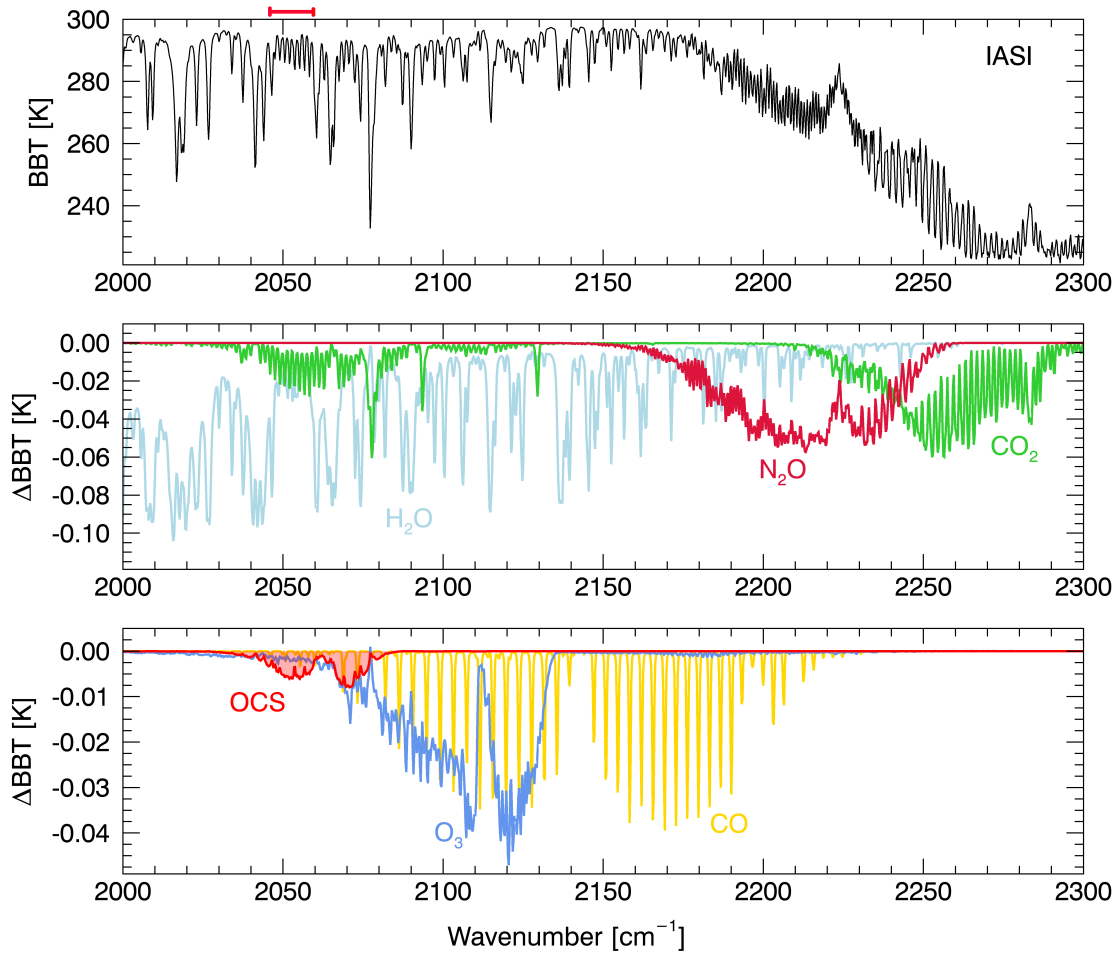 300
280
260
240
BBT [K]
IASI
2000 2050 2100 2150 2200 2250 2300
0.00
-0.02
-0.04
-0.06
-0.08
-0.10
ΔBBT [K]
H₂O
N₂O
CO₂
2000 2050 2100 2150 2200 2250 2300
0.00
-0.01
-0.02
-0.03
-0.04
ΔBBT [K]
OCS
O₃
CO
2000 2050 2100 2150 2200 2250 2300
Wavenumber [cm⁻¹]